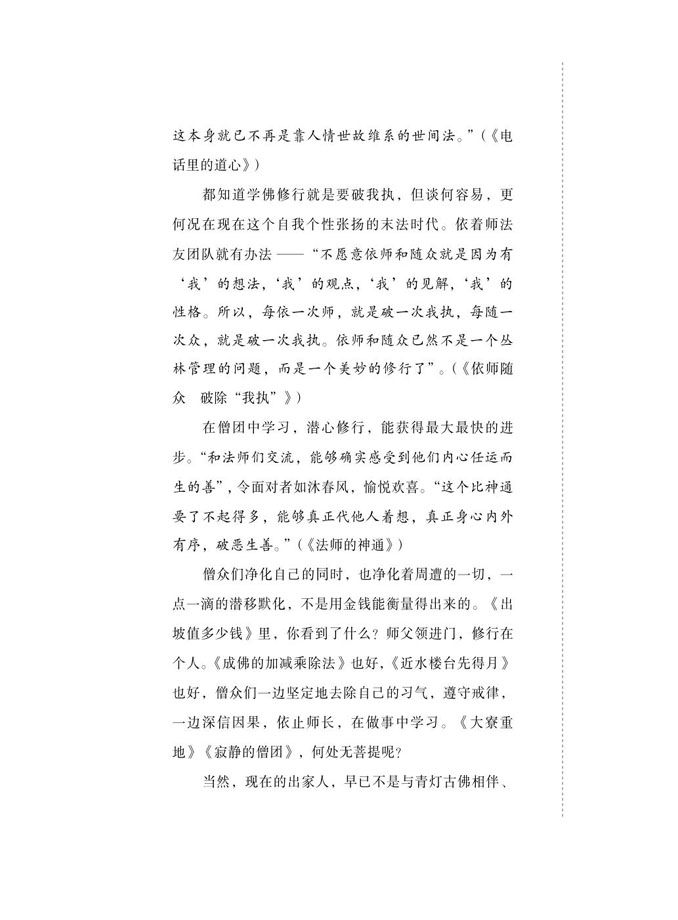 这本身就已不再是靠人情世故维系的世间法。”(《电
话里的道心》)
都知道学佛修行就是要破我执，但谈何容易，更
何况在现在这个自我个性张扬的末法时代。依着师法
友团队就有办法 —— “不愿意依师和随众就是因为有
‘我’的想法，‘我’的观点，‘我’的见解，‘我’的
性格。所以，每依一次师，就是破一次我执，每随一
次众，就是破一次我执。依师和随众已然不是一个丛
林管理的问题，而是一个美妙的修行了”。(《依师随
众　破除“我执”》)
在僧团中学习，潜心修行，能获得最大最快的进
步。“和法师们交流，能够确实感受到他们内心任运而
生的善”，令面对者如沐春风，愉悦欢喜。“这个比神通
要了不起得多，能够真正代他人着想，真正身心内外
有序，破恶生善。”(《法师的神通》)
僧众们净化自己的同时，也净化着周遭的一切，一
点一滴的潜移默化，不是用金钱能衡量得出来的。《出
坡值多少钱》里，你看到了什么？师父领进门，修行在
个人。《成佛的加减乘除法》也好，《近水楼台先得月》
也好，僧众们一边坚定地去除自己的习气，遵守戒律，
一边深信因果，依止师长，在做事中学习。《大寮重
地》《寂静的僧团》，何处无菩提呢？
当然，现在的出家人，早已不是与青灯古佛相伴、